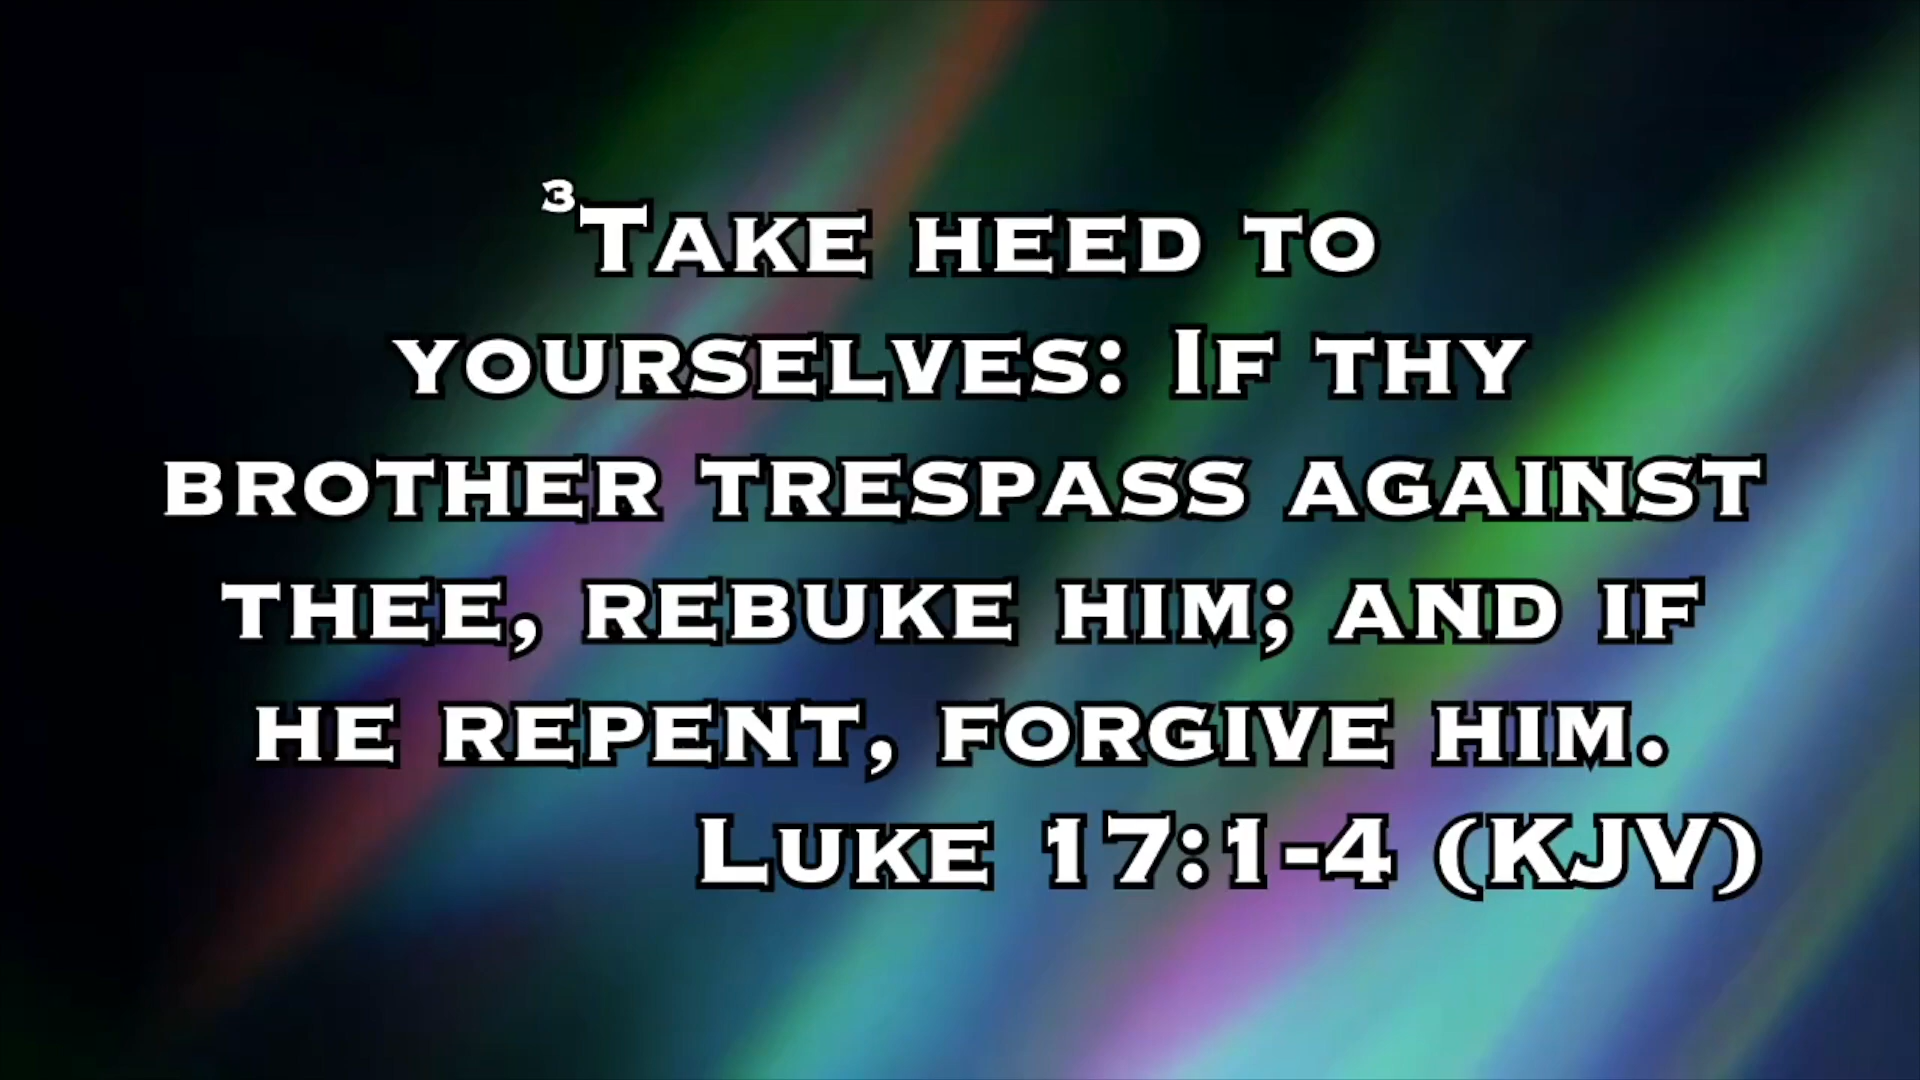 ³Take heed to
yourselves: If thy
brother trespass against
thee, rebuke him; and if
he repent, forgive him.
Luke 17:1-4 (KJV)